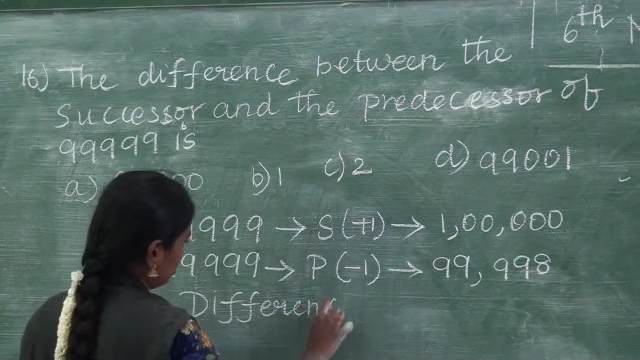 6th
16) The difference between the
successor and the predecessor of
99999 is
a) b) 1 c) 2 d) 99001
9999 → S (+1) → 1,00,000
9999 → P (-1) → 99,998
Differen